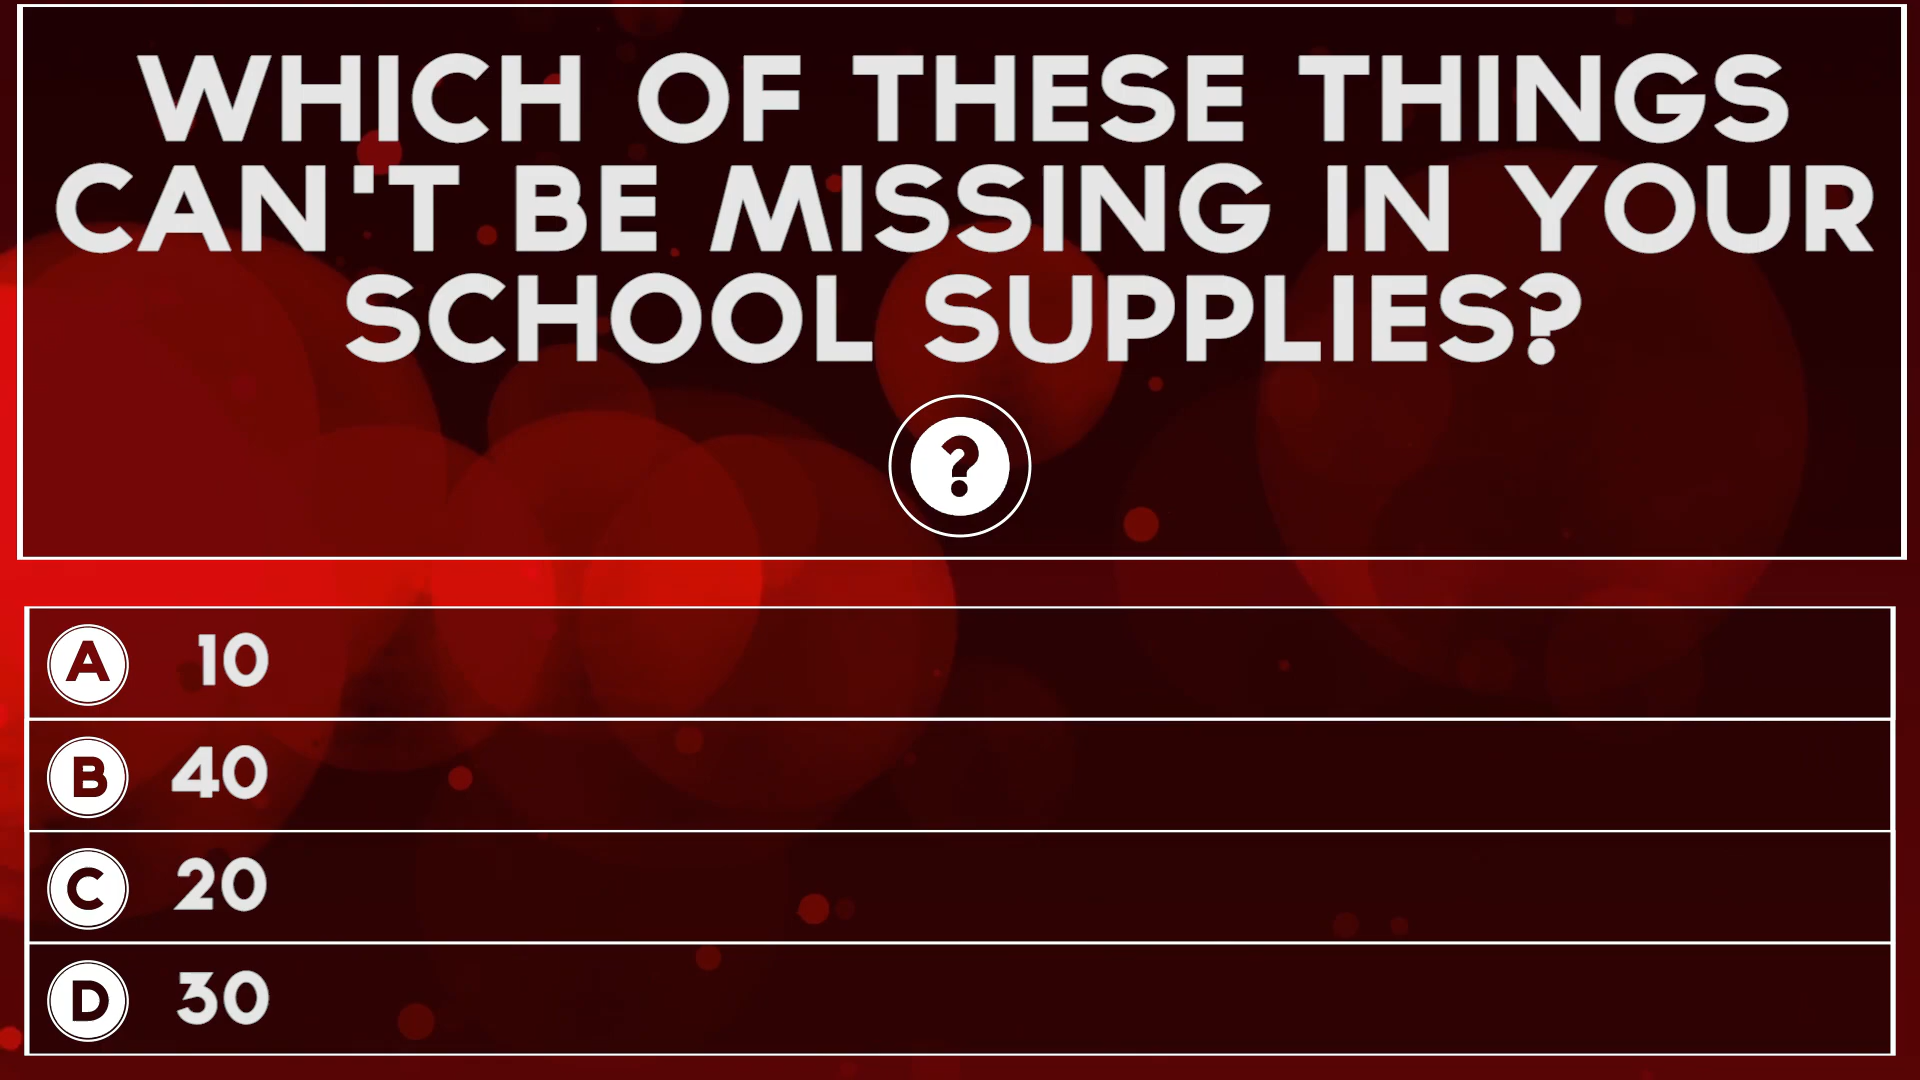 WHICH OF THESE THINGS
CAN'T BE MISSING IN YOUR
SCHOOL SUPPLIES?
?
A 10
B 40
C 20
D 30